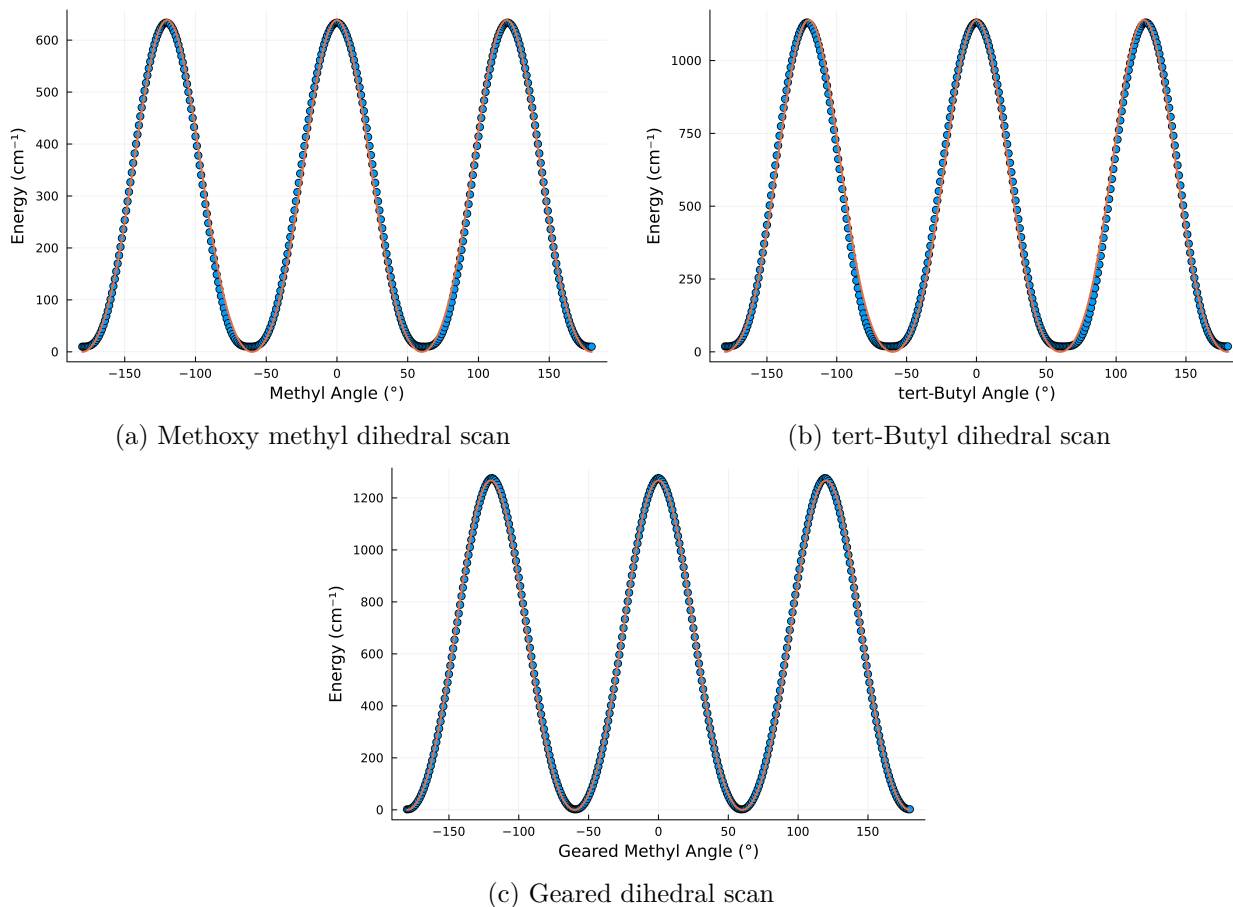 600
500
400
300
200
100
0
Energy (cm⁻¹)
−150 −100 −50 0 50 100 150
Methyl Angle (°)
(a) Methoxy methyl dihedral scan
1000
750
500
250
0
Energy (cm⁻¹)
−150 −100 −50 0 50 100 150
tert-Butyl Angle (°)
(b) tert-Butyl dihedral scan
1200
1000
800
600
400
200
0
Energy (cm⁻¹)
−150 −100 −50 0 50 100 150
Geared Methyl Angle (°)
(c) Geared dihedral scan